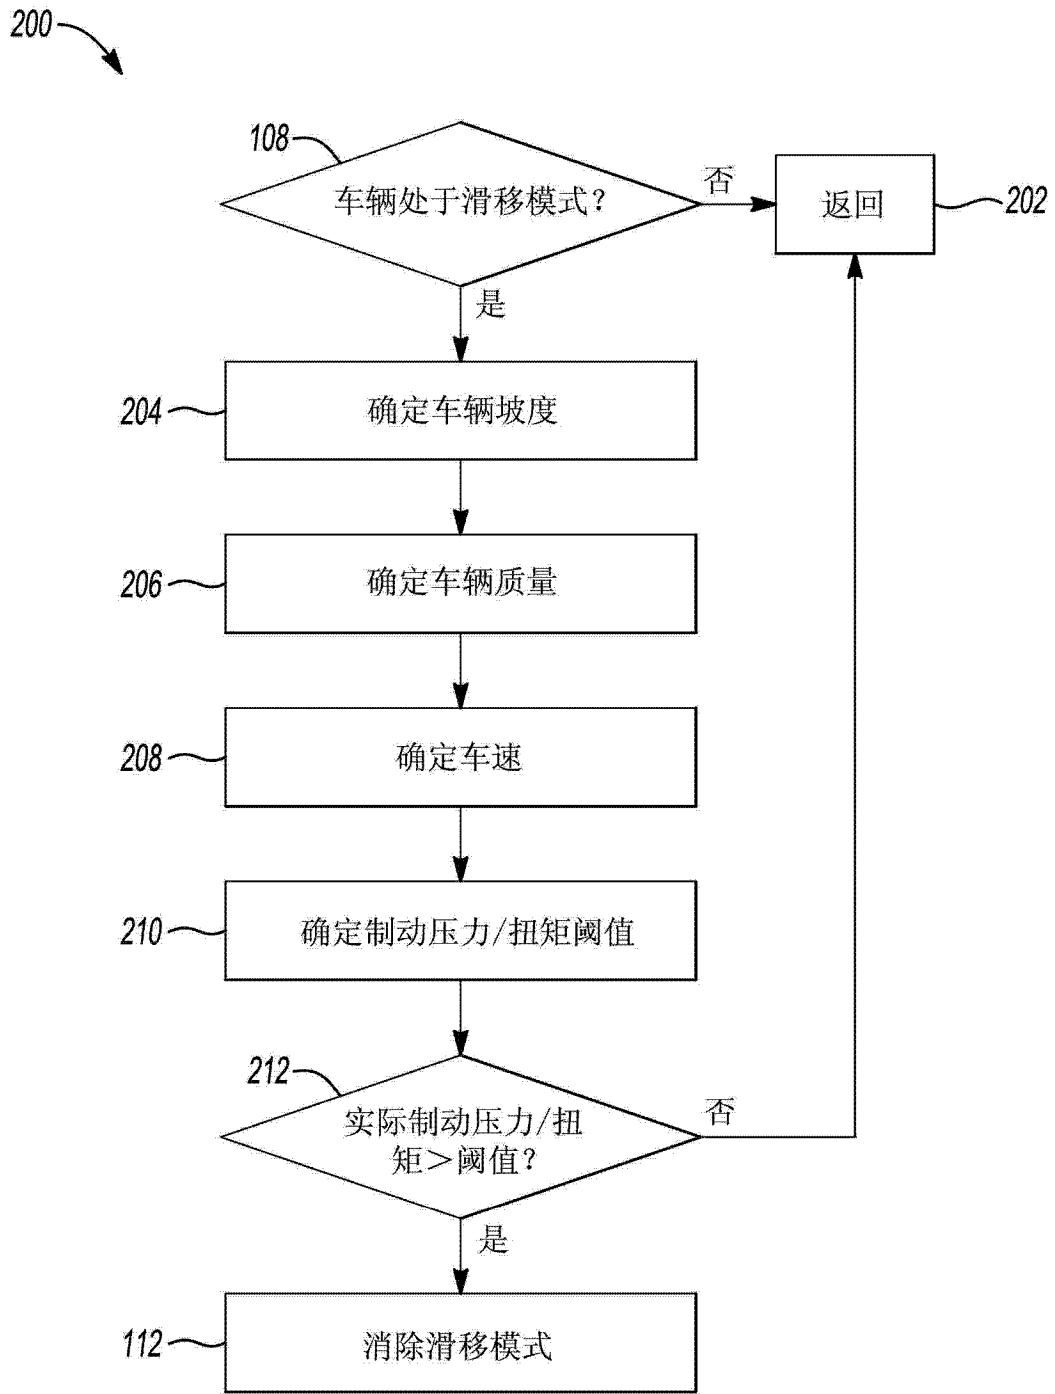 200
108
车辆处于滑移模式？
否
返回
202
是
204
确定车辆坡度
206
确定车辆质量
208
确定车速
210
确定制动压力/扭矩阈值
212
实际制动压力/扭
矩＞阈值？
否
是
112
消除滑移模式